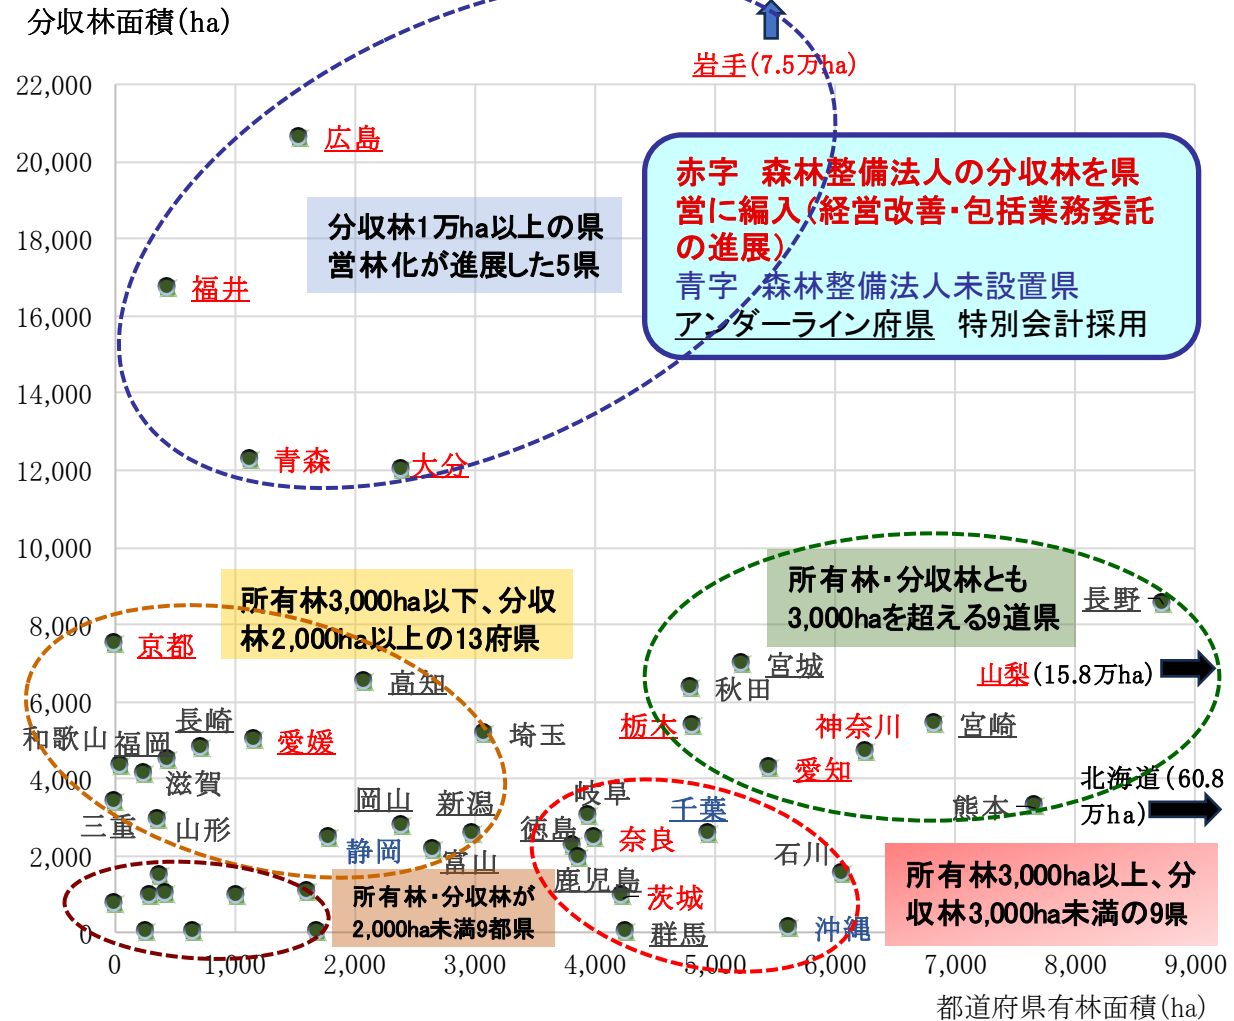 分収林面積(ha)
岩手(7.5万ha)
22,000
広島
20,000
赤字　森林整備法人の分収林を県
営に編入(経営改善・包括業務委託
の進展)
青字　森林整備法人未設置県
アンダーライン府県　特別会計採用
分収林1万ha以上の県
営林化が進展した5県
18,000
福井
16,000
14,000
青森
大分
12,000
10,000
所有林3,000ha以下、分収
林2,000ha以上の13府県
所有林・分収林とも
3,000haを超える9道県
長野
8,000
京都
高知
宮城
秋田
山梨(15.8万ha)
6,000
長崎
和歌山
福岡
愛媛
埼玉
栃木
神奈川
宮崎
愛知
滋賀
4,000
北海道(60.8
万ha)
岡山
新潟
岐阜
千葉
熊本
三重
山形
徳島
奈良
静岡
富山
石川
2,000
鹿児島
茨城
所有林・分収林が
2,000ha未満9都県
所有林3,000ha以上、分
収林3,000ha未満の9県
群馬
沖縄
0
0
1,000
2,000
3,000
4,000
5,000
6,000
7,000
8,000
9,000
都道府県有林面積(ha)